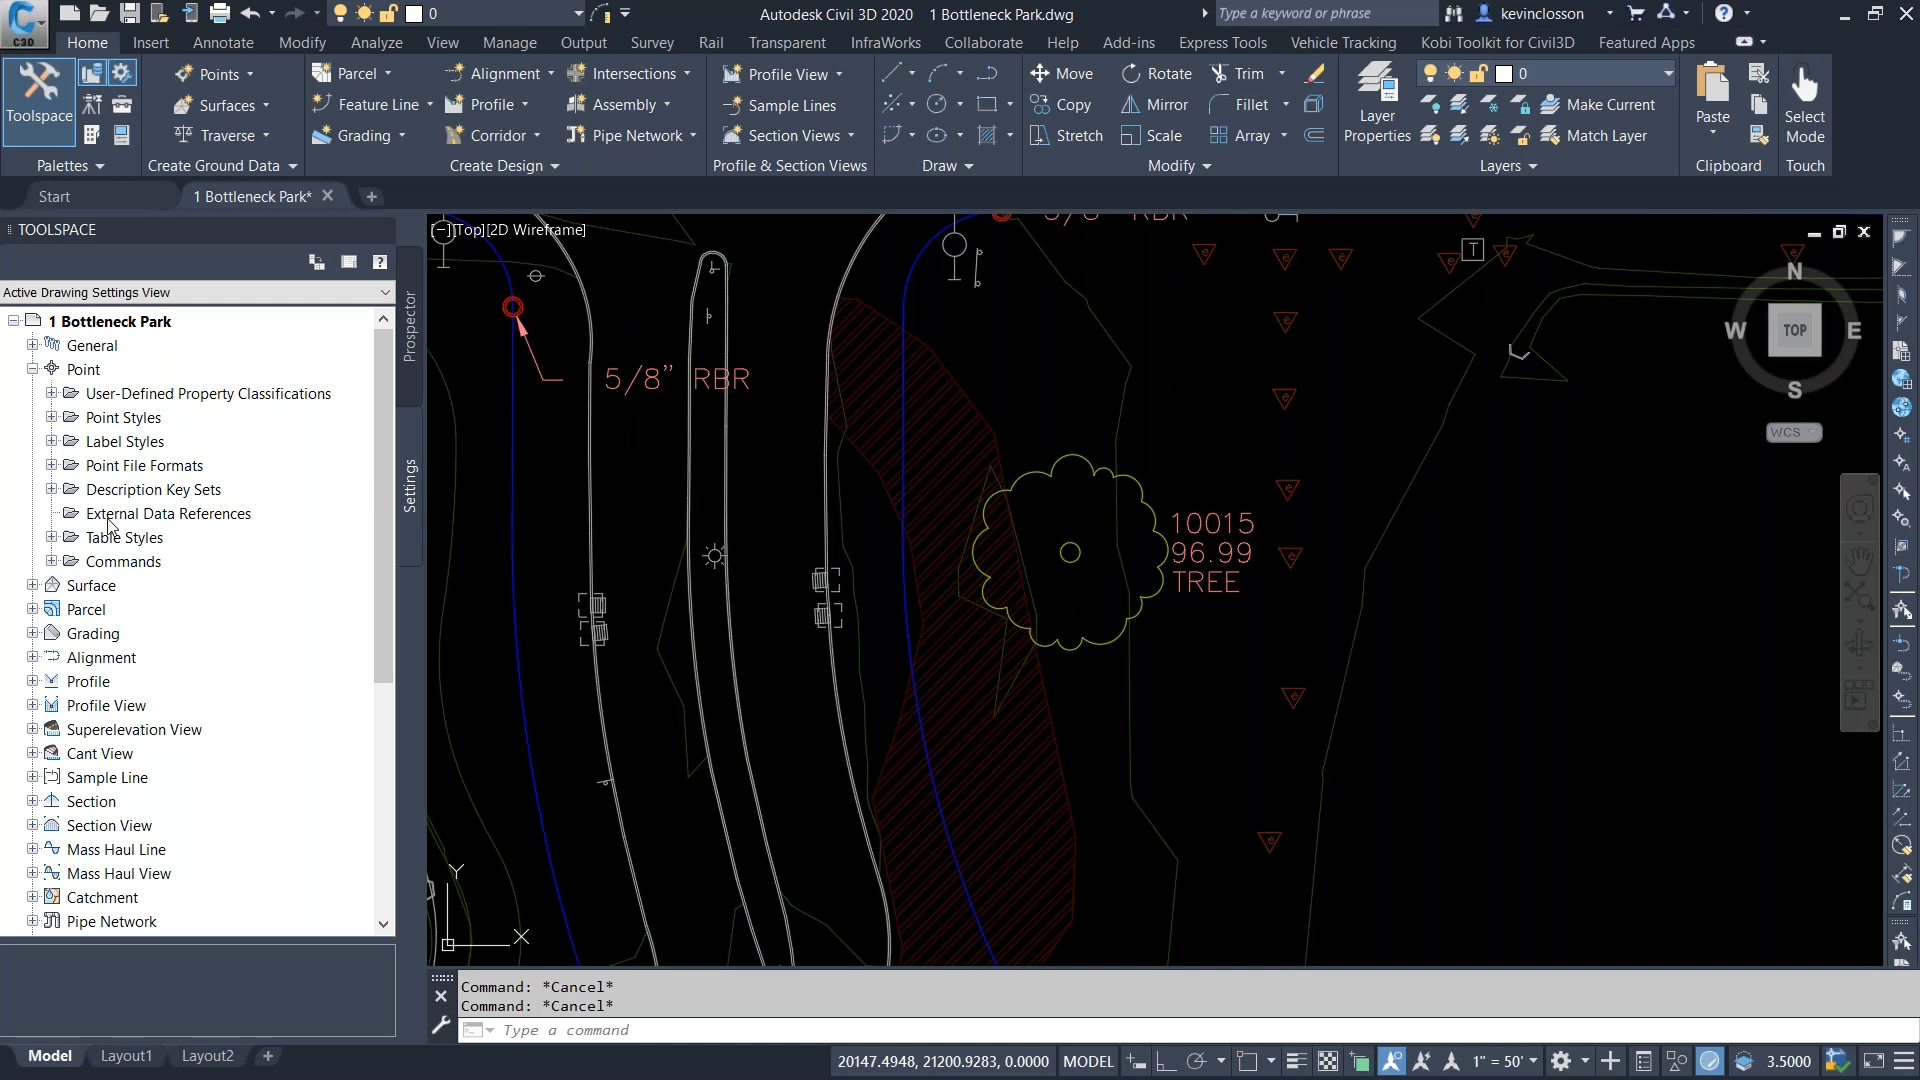 0
Autodesk Civil 3D 2020 1 Bottleneck Park.dwg
Type a keyword or phrase
kevinclosson
C3D
Home Insert Annotate Modify Analyze View Manage Output Survey Rail Transparent InfraWorks Collaborate Help Add-ins Express Tools Vehicle Tracking Kobi Toolkit for Civil3D Featured Apps
Toolspace
Points
Surfaces
Traverse
Parcel
Feature Line
Grading
Alignment
Profile
Corridor
Intersections
Assembly
Pipe Network
Profile View
Sample Lines
Section Views
Move
Copy
Stretch
Rotate
Mirror
Scale
Trim
Fillet
Array
Layer
Properties
0
Make Current
Match Layer
Paste
Select
Mode
Palettes
Create Ground Data
Create Design
Profile & Section Views
Draw
Modify
Layers
Clipboard
Touch
Start
1 Bottleneck Park*
TOOLSPACE
Active Drawing Settings View
1 Bottleneck Park
General
Point
User-Defined Property Classifications
Point Styles
Label Styles
Point File Formats
Description Key Sets
External Data References
Table Styles
Commands
Surface
Parcel
Grading
Alignment
Profile
Profile View
Superelevation View
Cant View
Sample Line
Section
Section View
Mass Haul Line
Mass Haul View
Catchment
Pipe Network
Prospector
Settings
[−][Top][2D Wireframe]
5/8" RBR
5/8" RBR
T
10015
96.99
TREE
N
W
TOP
E
S
WCS
Y
X
Command: *Cancel*
Command: *Cancel*
Type a command
Model
Layout1
Layout2
20147.4948, 21200.9283, 0.0000
MODEL
1" = 50'
3.5000